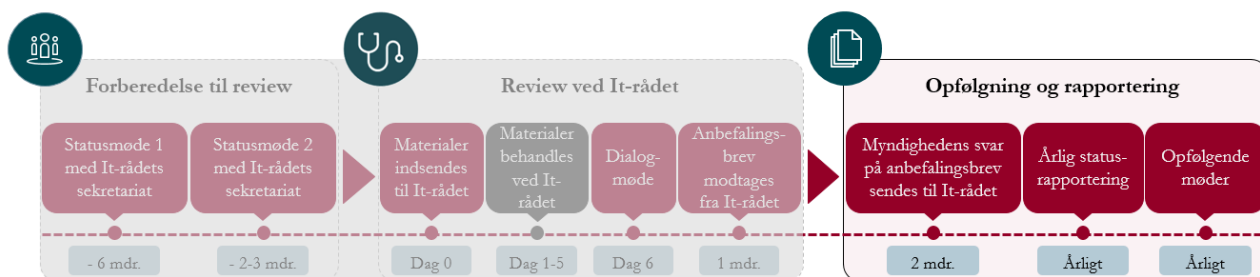 Forberedelse til review
Statusmøde 1
med It-rådets
sekretariat
Statusmøde 2
med It-rådets
sekretariat
- 6 mdr.
- 2-3 mdr.
Review ved It-rådet
Materialer
indsendes
til It-rådet
Materialer
behandles
ved It-
rådet
Dialog-
møde
Anbefalings-
brev
modtages
fra It-rådet
Dag 0
Dag 1-5
Dag 6
1 mdr.
Opfølgning og rapportering
Myndighedens svar
på anbefalingsbrev
sendes til It-rådet
Årlig status-
rapportering
Opfølgende
møder
2 mdr.
Årligt
Årligt